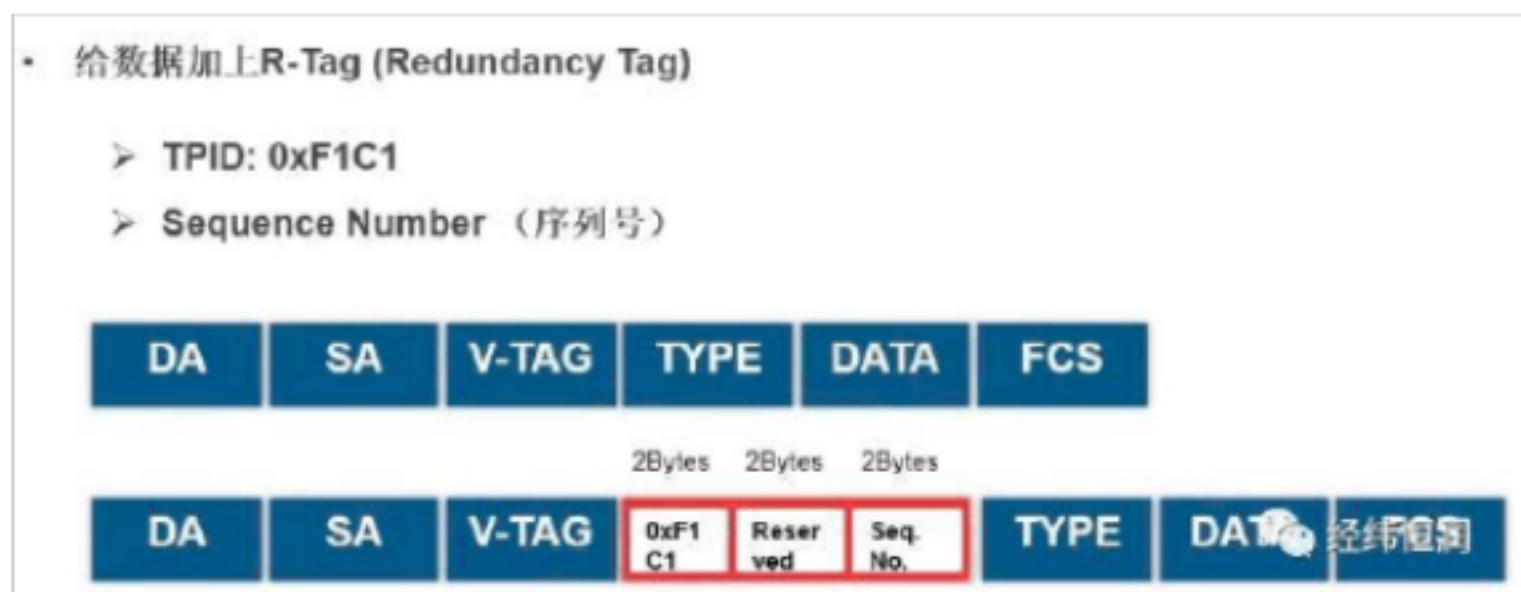 • 给数据加上R-Tag (Redundancy Tag)
➢ TPID: 0xF1C1
➢ Sequence Number （序列号）
DA SA V-TAG TYPE DATA FCS
2Bytes 2Bytes 2Bytes
DA SA V-TAG 0xF1 Reser Seq. TYPE DATA FCS
C1 ved No.
经纬恒润